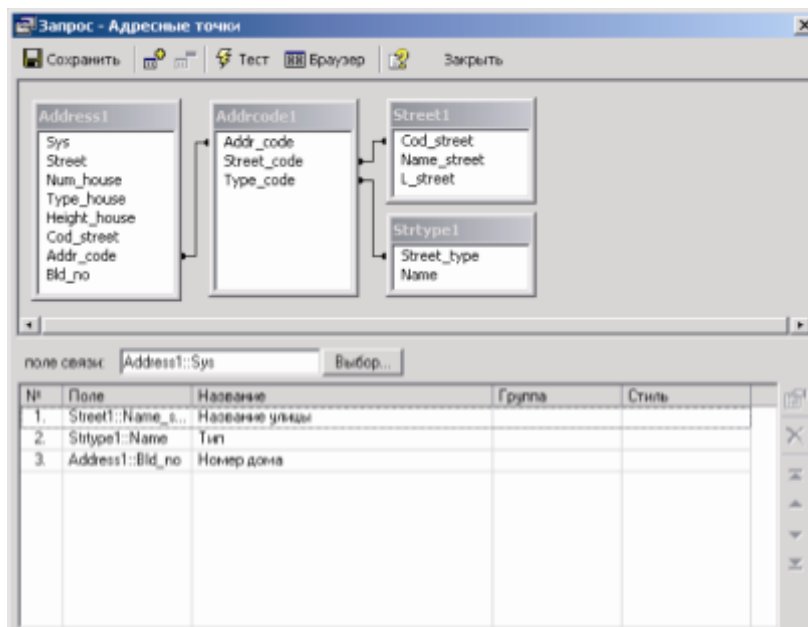 Запрос - Адресные точки
Сохранить Тест Браузер Закрыть
Address1
Sys
Street
Num_house
Type_house
Height_house
Cod_street
Addr_code
Bld_no
Addrcode1
Addr_code
Street_code
Type_code
Street1
Cod_street
Name_street
L_street
Strtype1
Street_type
Name
поле связи: Address1::Sys Выбор...
№ Поле Название Группа Стиль
1. Street1::Name_s... Название улицы
2. Strtype1::Name Тип
3. Address1::Bld_no Номер дома